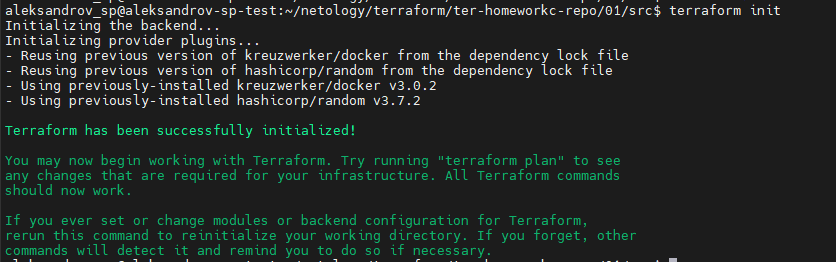 aleksandrov_sp@aleksandrov-sp-test:~/netology/terraform/ter-homeworkc-repo/01/src$ terraform init
Initializing the backend...
Initializing provider plugins...
- Reusing previous version of kreuzwerker/docker from the dependency lock file
- Reusing previous version of hashicorp/random from the dependency lock file
- Using previously-installed kreuzwerker/docker v3.0.2
- Using previously-installed hashicorp/random v3.7.2
Terraform has been successfully initialized!
You may now begin working with Terraform. Try running "terraform plan" to see
any changes that are required for your infrastructure. All Terraform commands
should now work.
If you ever set or change modules or backend configuration for Terraform,
rerun this command to reinitialize your working directory. If you forget, other
commands will detect it and remind you to do so if necessary.